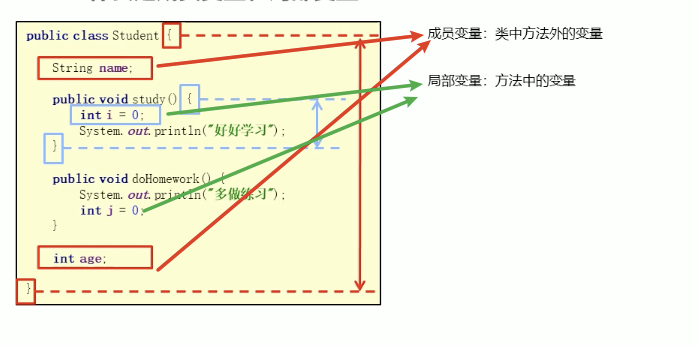 public class Student {
成员变量：类中方法外的变量
String name;
局部变量：方法中的变量
public void study() {
int i = 0;
System.out.println("好好学习");
}
public void doHomework() {
System.out.println("多做练习");
int j = 0;
}
int age;
}